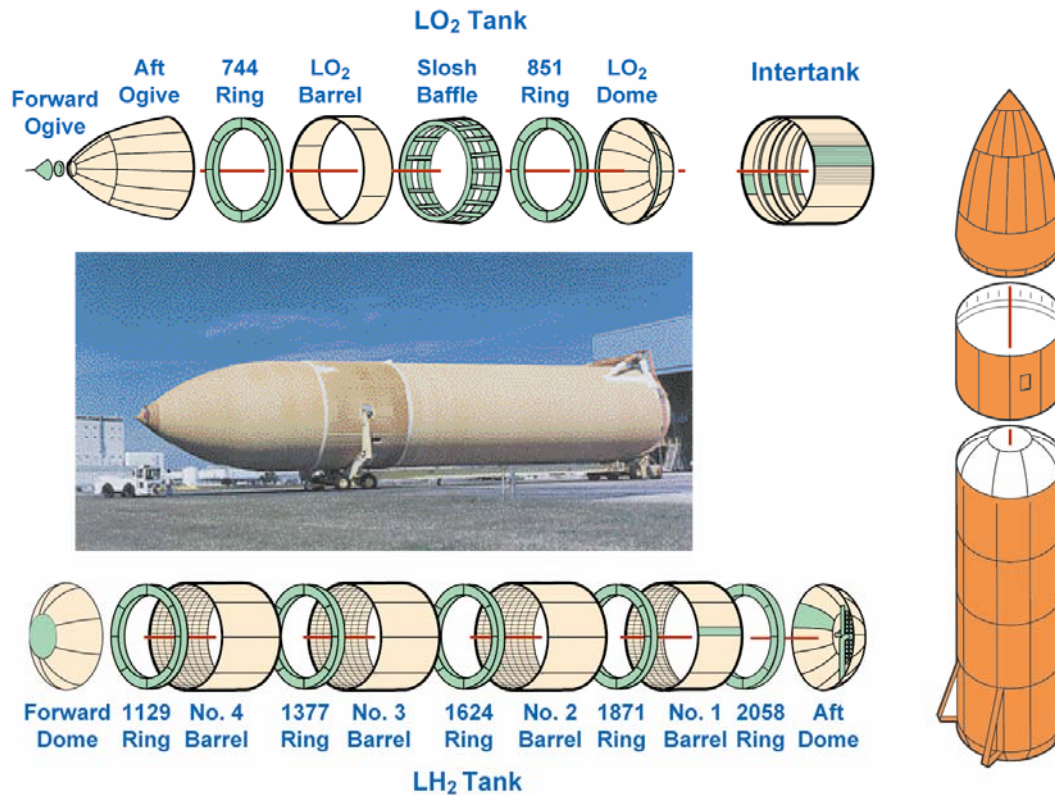 LO₂ Tank
Forward
Ogive
Aft
Ogive
744
Ring
LO₂
Barrel
Slosh
Baffle
851
Ring
LO₂
Dome
Intertank
Forward
Dome
1129
Ring
No. 4
Barrel
1377
Ring
No. 3
Barrel
1624
Ring
No. 2
Barrel
1871
Ring
No. 1
Barrel
2058
Ring
Aft
Dome
LH₂ Tank